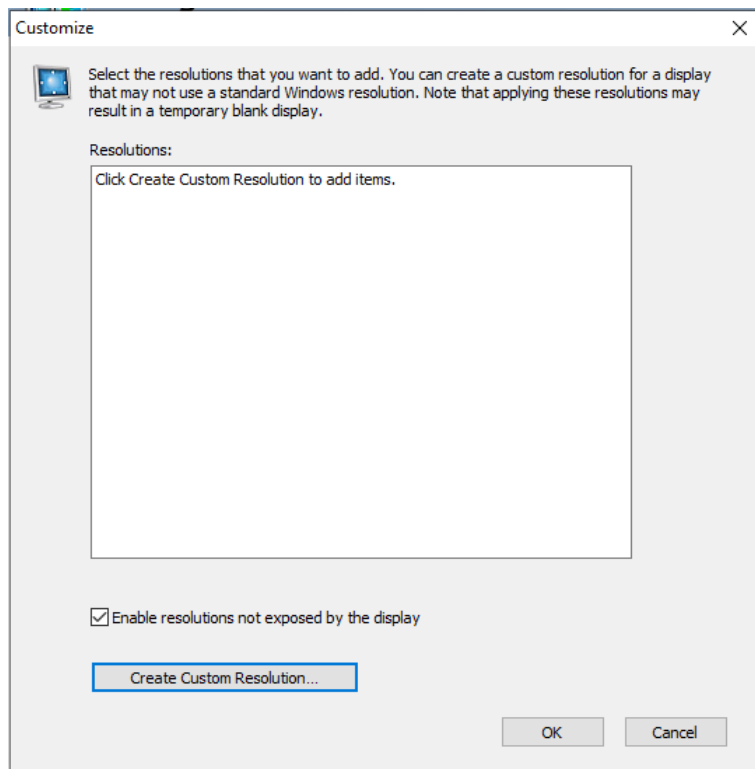 Customize
Select the resolutions that you want to add. You can create a custom resolution for a display
that may not use a standard Windows resolution. Note that applying these resolutions may
result in a temporary blank display.
Resolutions:
Click Create Custom Resolution to add items.
Enable resolutions not exposed by the display
Create Custom Resolution...
OK
Cancel